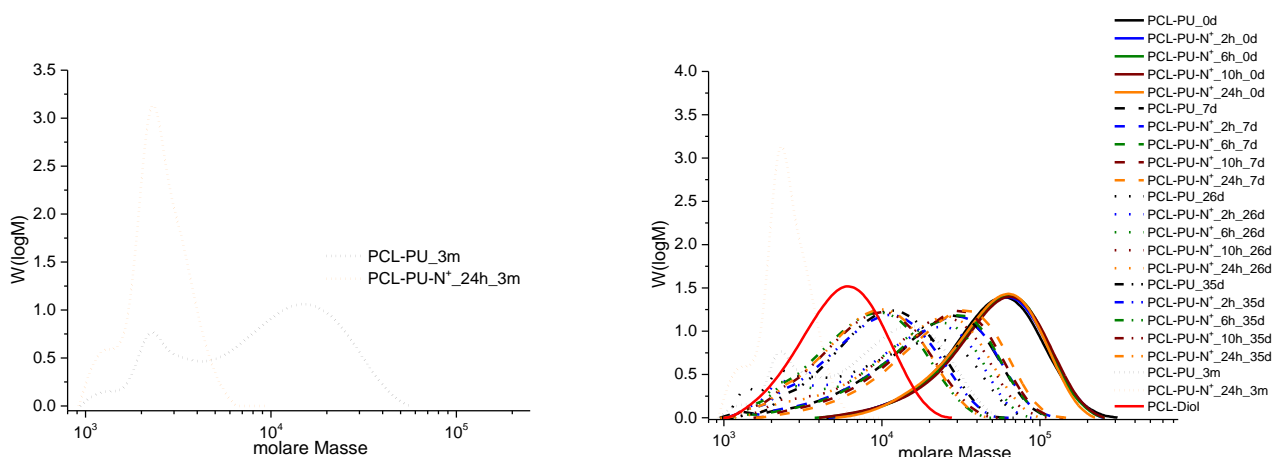 3.5
3.0
2.5
2.0
1.5
1.0
0.5
0.0
W(logM)
10³
10⁴
10⁵
molare Masse
PCL-PU_3m
PCL-PU-N⁺_24h_3m
4.0
3.5
3.0
2.5
2.0
1.5
1.0
0.5
0.0
W(logM)
10³
10⁴
10⁵
molare Masse
PCL-PU_0d
PCL-PU-N⁺_2h_0d
PCL-PU-N⁺_6h_0d
PCL-PU-N⁺_10h_0d
PCL-PU-N⁺_24h_0d
PCL-PU_7d
PCL-PU-N⁺_2h_7d
PCL-PU-N⁺_6h_7d
PCL-PU-N⁺_10h_7d
PCL-PU-N⁺_24h_7d
PCL-PU_26d
PCL-PU-N⁺_2h_26d
PCL-PU-N⁺_6h_26d
PCL-PU-N⁺_10h_26d
PCL-PU-N⁺_24h_26d
PCL-PU_35d
PCL-PU-N⁺_2h_35d
PCL-PU-N⁺_6h_35d
PCL-PU-N⁺_10h_35d
PCL-PU-N⁺_24h_35d
PCL-PU_3m
PCL-PU-N⁺_24h_3m
PCL-Diol